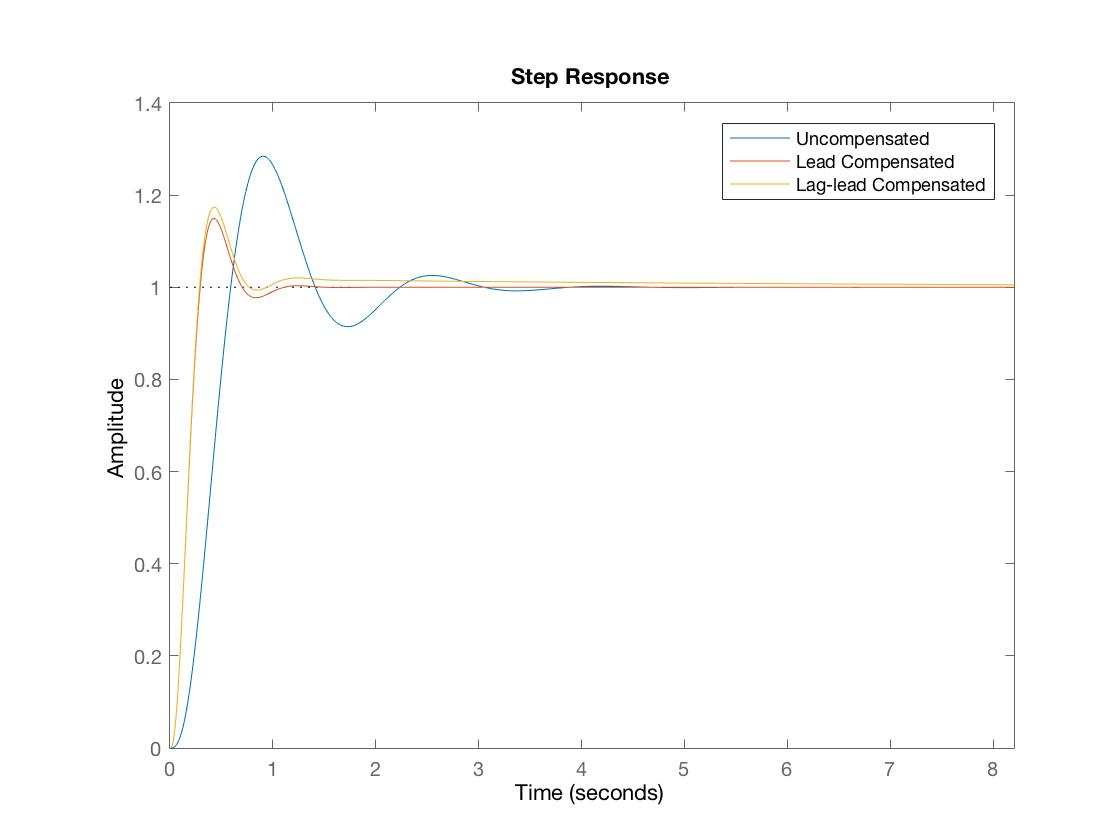 Step Response
1.4
1.2
1
0.8
0.6
0.4
0.2
0
Amplitude
Uncompensated
Lead Compensated
Lag-lead Compensated
0 1 2 3 4 5 6 7 8
Time (seconds)